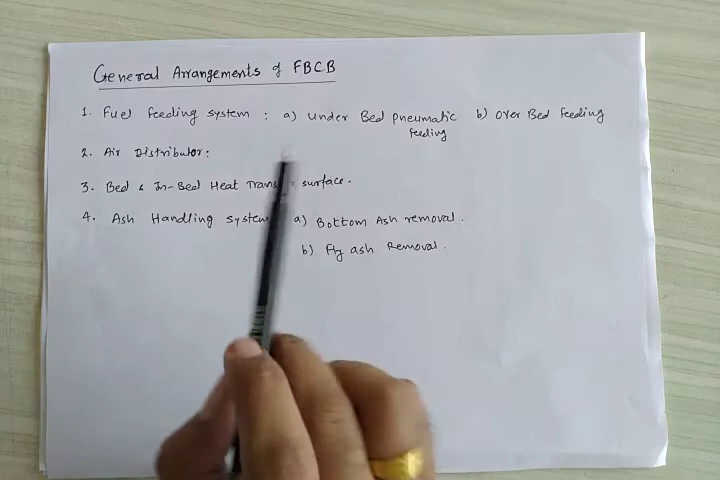 General Arrangements of FBCB
1. Fuel feeding system : a) Under Bed Pneumatic feeding b) Over Bed feeding
2. Air Distributor:
3. Bed & In-Bed Heat surface.
4. Ash Handling System a) Bottom Ash removal.
b) Fly ash Removal.